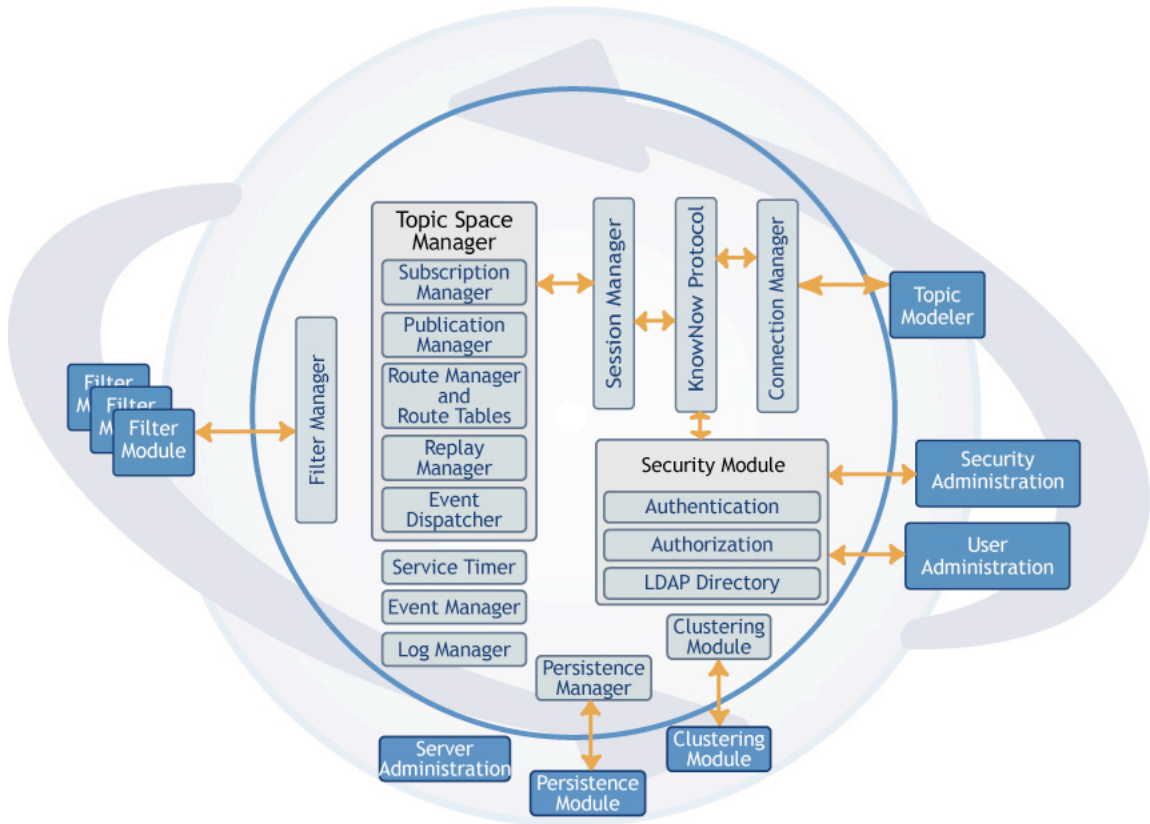 Topic Space
Manager
Subscription
Manager
Publication
Manager
Route Manager
and
Route Tables
Replay
Manager
Event
Dispatcher
Service Timer
Event Manager
Log Manager
Filter Manager
Session Manager
KnowNow Protocol
Connection Manager
Topic
Modeler
Filter
Filter
Filter
Module
Security Module
Authentication
Authorization
LDAP Directory
Security
Administration
User
Administration
Clustering
Module
Persistence
Manager
Server
Administration
Persistence
Module
Clustering
Module